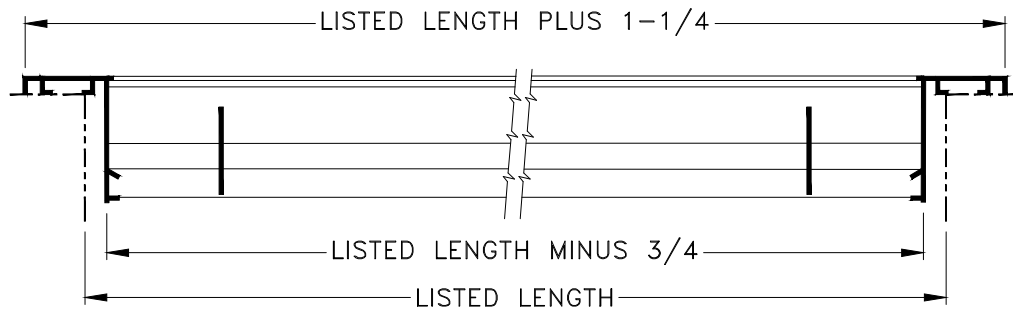 LISTED LENGTH PLUS 1-1/4
LISTED LENGTH MINUS 3/4
LISTED LENGTH